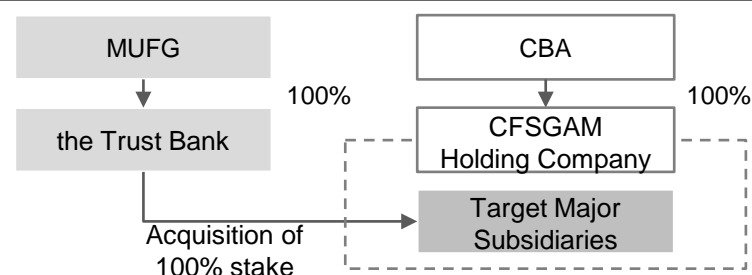 MUFG
CBA
100%
100%
the Trust Bank
CFSGAM
Holding Company
Target Major
Subsidiaries
Acquisition of
100% stake